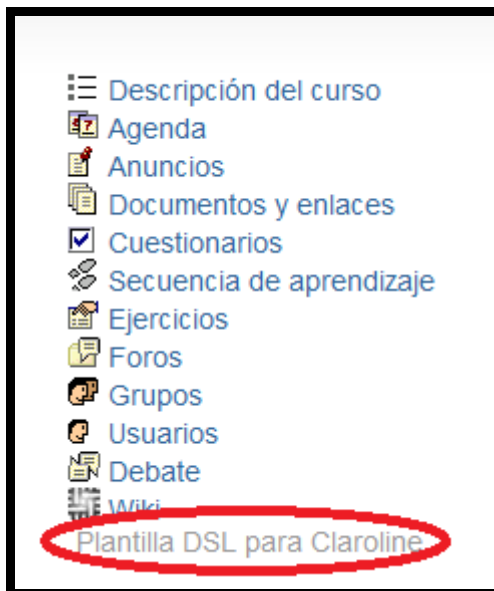 Descripción del curso
Agenda
Anuncios
Documentos y enlaces
Cuestionarios
Secuencia de aprendizaje
Ejercicios
Foros
Grupos
Usuarios
Debate
Wiki
Plantilla DSL para Claroline